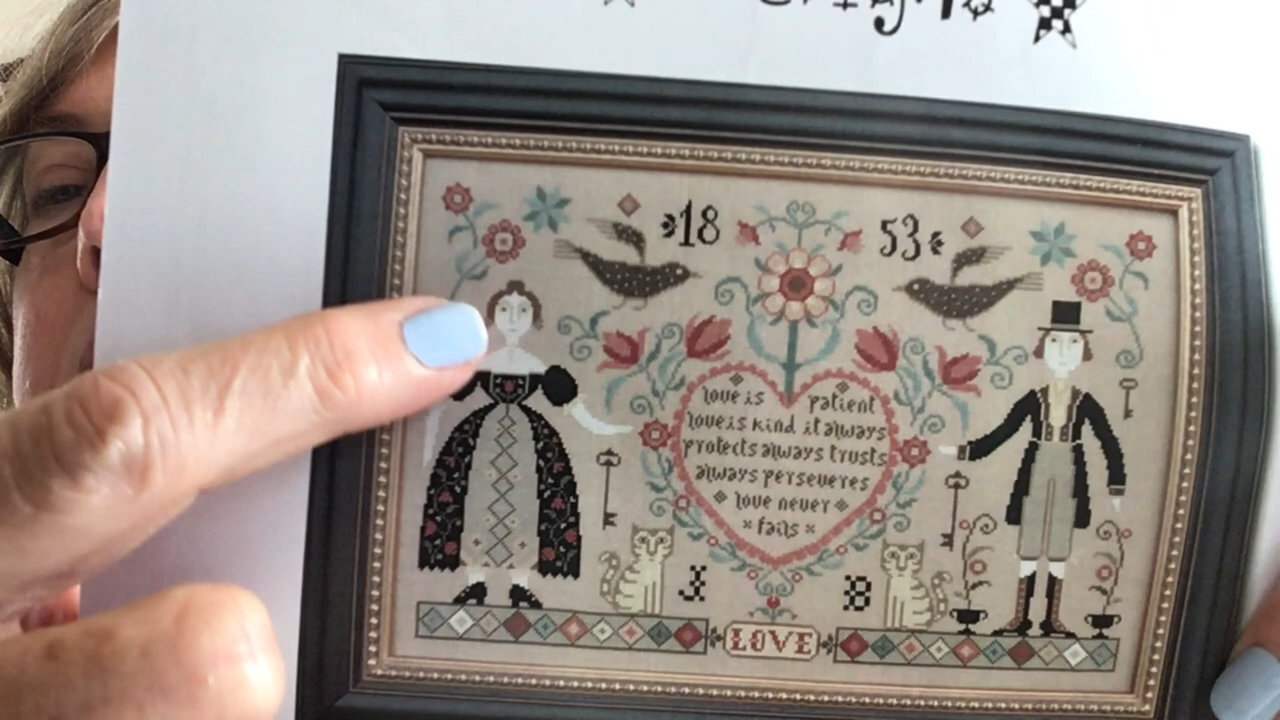 18 53
love is patient
love is kind it always
protects always trusts
always perseveres
love never
fails
J B
LOVE